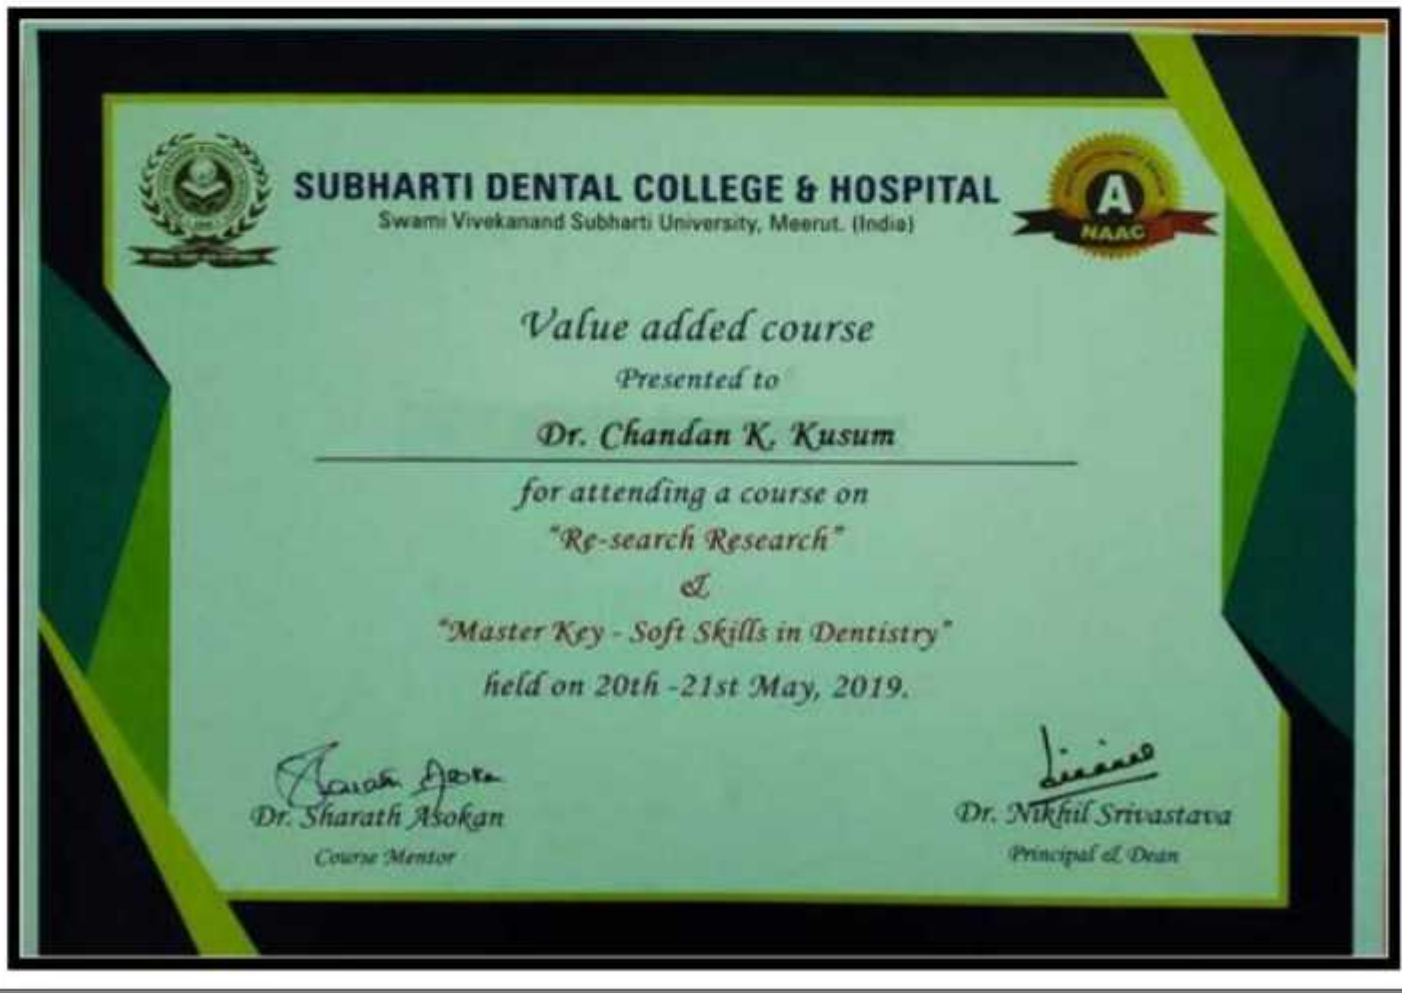 SUBHARTI DENTAL COLLEGE & HOSPITAL
Swami Vivekanand Subharti University, Meerut. (India)
A
NAAC
Value added course
Presented to
Dr. Chandan K. Kusum
for attending a course on
"Re-search Research"
&
"Master Key - Soft Skills in Dentistry"
held on 20th -21st May, 2019.
Sharath Asokan
Dr. Sharath Asokan
Dr. Nikhil Srivastava
Course Mentor
Principal & Dean